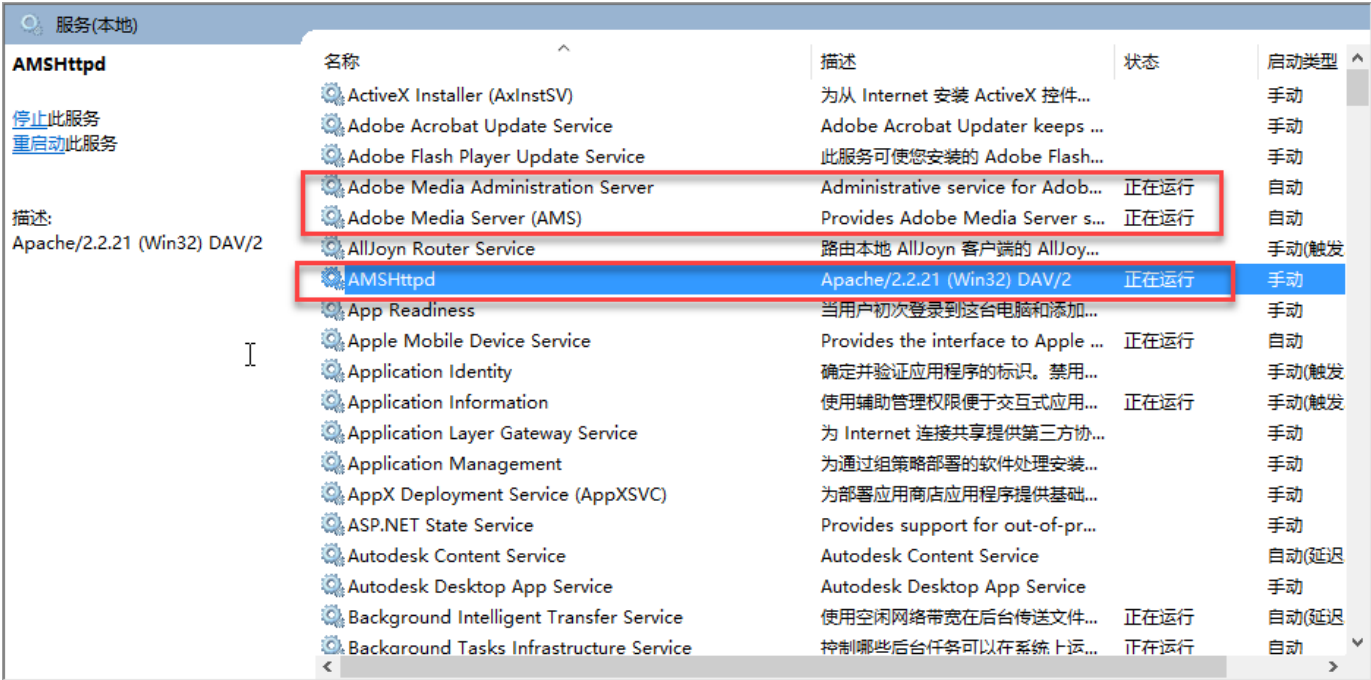 服务(本地)
AMSHttpd
停止此服务
重启动此服务
描述:
Apache/2.2.21 (Win32) DAV/2
名称 描述 状态 启动类型
ActiveX Installer (AxInstSV) 为从 Internet 安装 ActiveX 控件... 手动
Adobe Acrobat Update Service Adobe Acrobat Updater keeps ... 手动
Adobe Flash Player Update Service 此服务可使您安装的 Adobe Flash... 手动
Adobe Media Administration Server Administrative service for Adob... 正在运行 自动
Adobe Media Server (AMS) Provides Adobe Media Server s... 正在运行 自动
AllJoyn Router Service 路由本地 AllJoyn 客户端的 AllJoy... 手动(触发
AMSHttpd Apache/2.2.21 (Win32) DAV/2 正在运行 手动
App Readiness 当用户初次登录到这台电脑和添加... 手动
Apple Mobile Device Service Provides the interface to Apple ... 正在运行 自动
Application Identity 确定并验证应用程序的标识。禁用... 手动(触发
Application Information 使用辅助管理权限便于交互式应用... 正在运行 手动(触发
Application Layer Gateway Service 为 Internet 连接共享提供第三方协... 手动
Application Management 为通过组策略部署的软件处理安装... 手动
AppX Deployment Service (AppXSVC) 为部署应用商店应用程序提供基础... 手动
ASP.NET State Service Provides support for out-of-pr... 手动
Autodesk Content Service Autodesk Content Service 自动(延迟
Autodesk Desktop App Service Autodesk Desktop App Service 手动
Background Intelligent Transfer Service 使用空闲网络带宽在后台传送文件... 正在运行 自动(延迟
Background Tasks Infrastructure Service 控制哪些后台任务可以在系统上运... 正在运行 自动